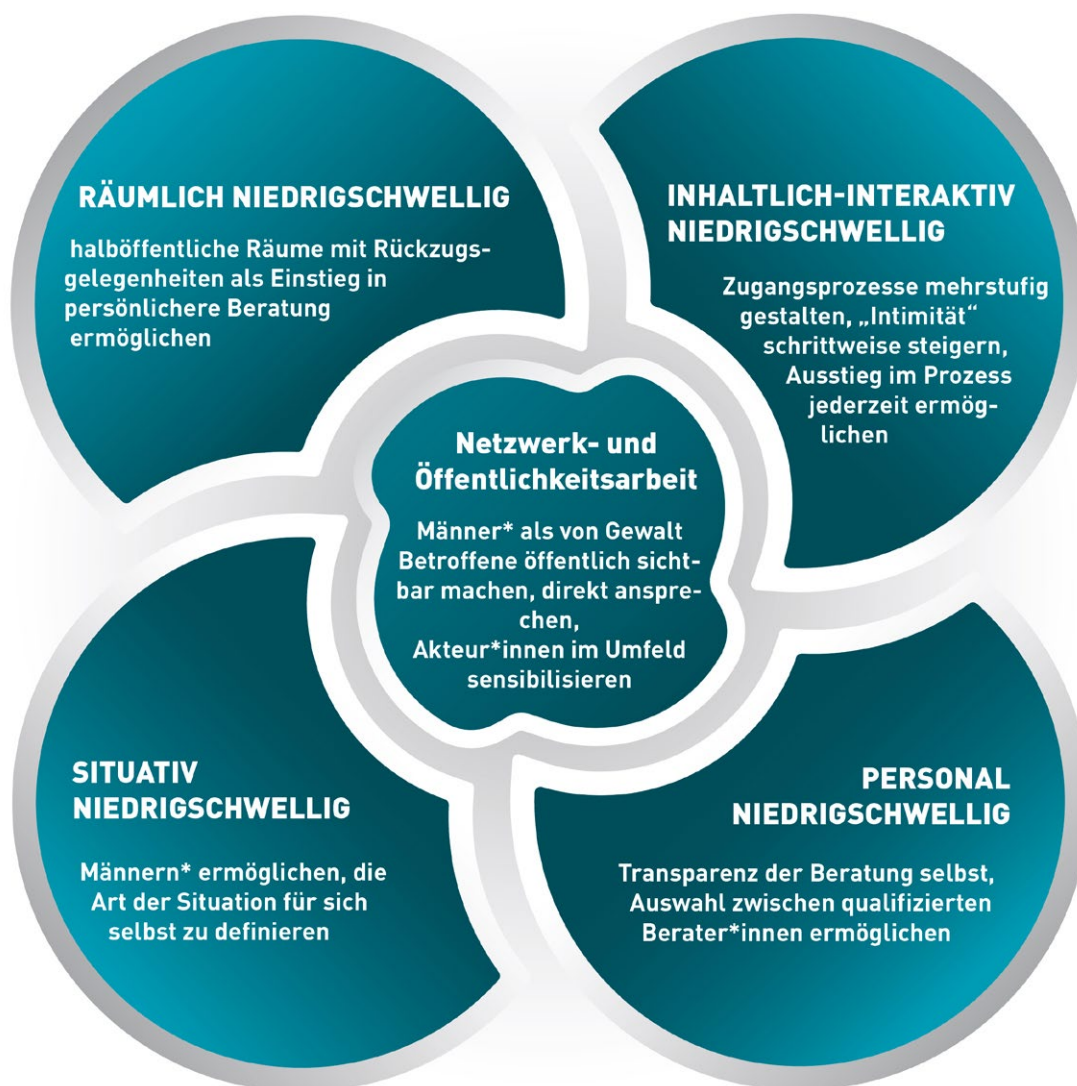 RÄUMLICH NIEDRIGSCHWELLIG
halböffentliche Räume mit Rückzugs-
gelegenheiten als Einstieg in
persönlichere Beratung
ermöglichen
INHALTLICH-INTERAKTIV
NIEDRIGSCHWELLIG
Zugangsprozesse mehrstufig
gestalten, „Intimität“
schrittweise steigern,
Ausstieg im Prozess
jederzeit ermög-
lichen
Netzwerk- und
Öffentlichkeitsarbeit
Männer* als von Gewalt
Betroffene öffentlich sicht-
bar machen, direkt anspre-
chen,
Akteur*innen im Umfeld
sensibilisieren
SITUATIV
NIEDRIGSCHWELLIG
Männern* ermöglichen, die
Art der Situation für sich
selbst zu definieren
PERSONAL
NIEDRIGSCHWELLIG
Transparenz der Beratung selbst,
Auswahl zwischen qualifizierten
Berater*innen ermöglichen